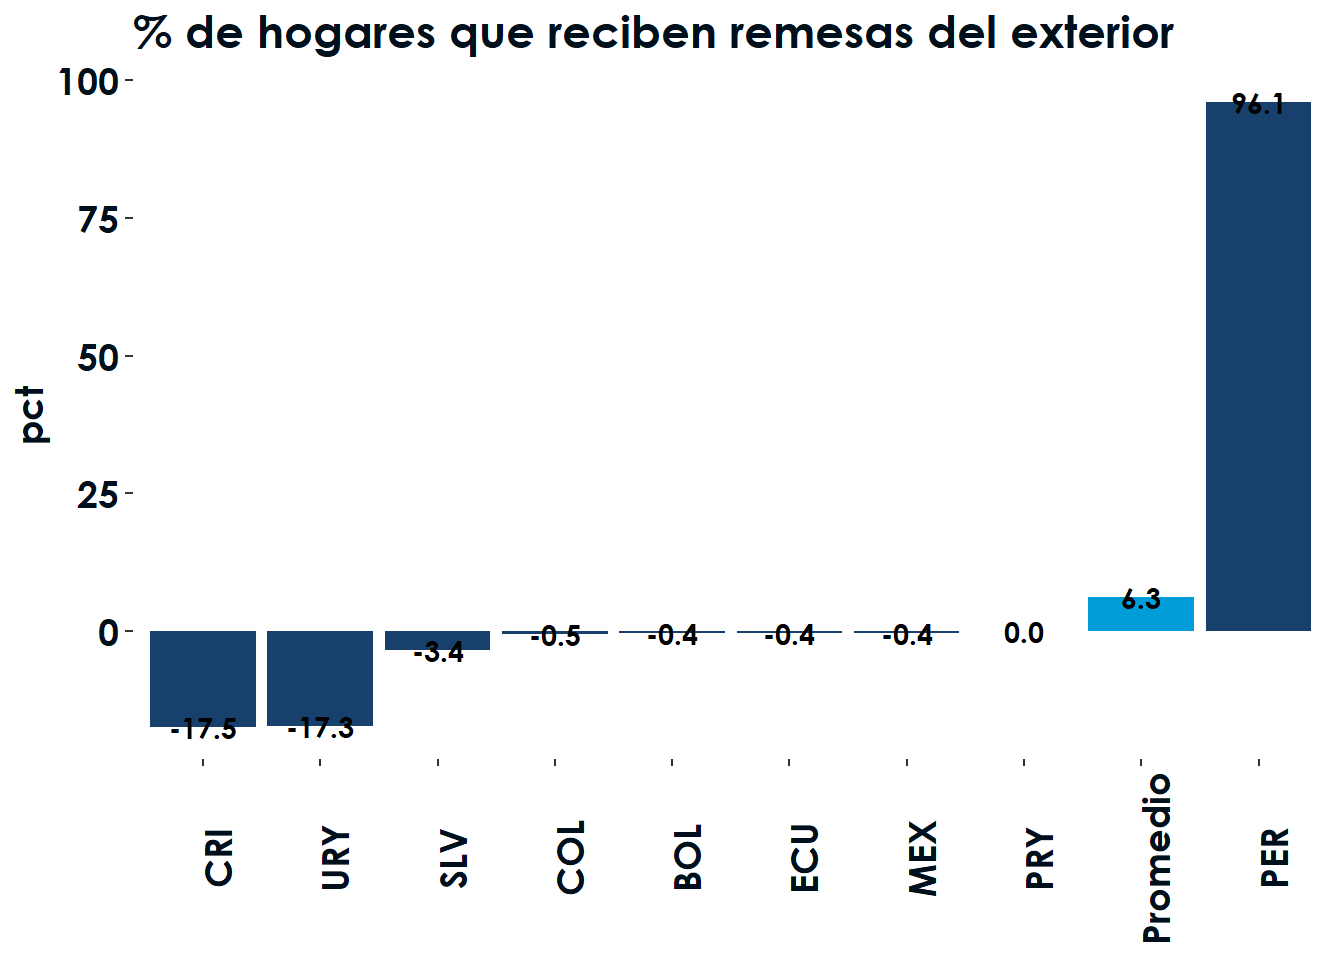 % de hogares que reciben remesas del exterior
100
75
50
25
0
pct
96.1
6.3
0.0
-0.4
-0.4
-0.4
-0.5
-3.4
-17.3
-17.5
CRI
URY
SLV
COL
BOL
ECU
MEX
PRY
Promedio
PER